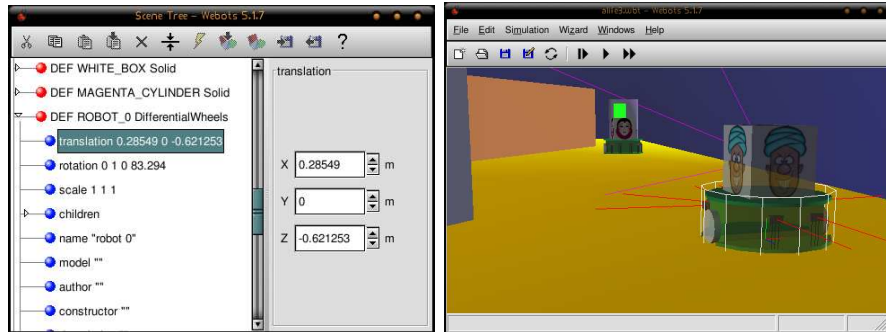 Scene Tree - Webots 5.1.7
?
DEF WHITE_BOX Solid
DEF MAGENTA_CYLINDER Solid
DEF ROBOT_0 DifferentialWheels
translation 0.28549 0 -0.621253
rotation 0 1 0 83.294
scale 1 1 1
children
name "robot 0"
model ""
author ""
constructor ""
translation
X 0.28549 m
Y 0 m
Z -0.621253 m
alife3.wbt - Webots 5.1.7
File Edit Simulation Wizard Windows Help